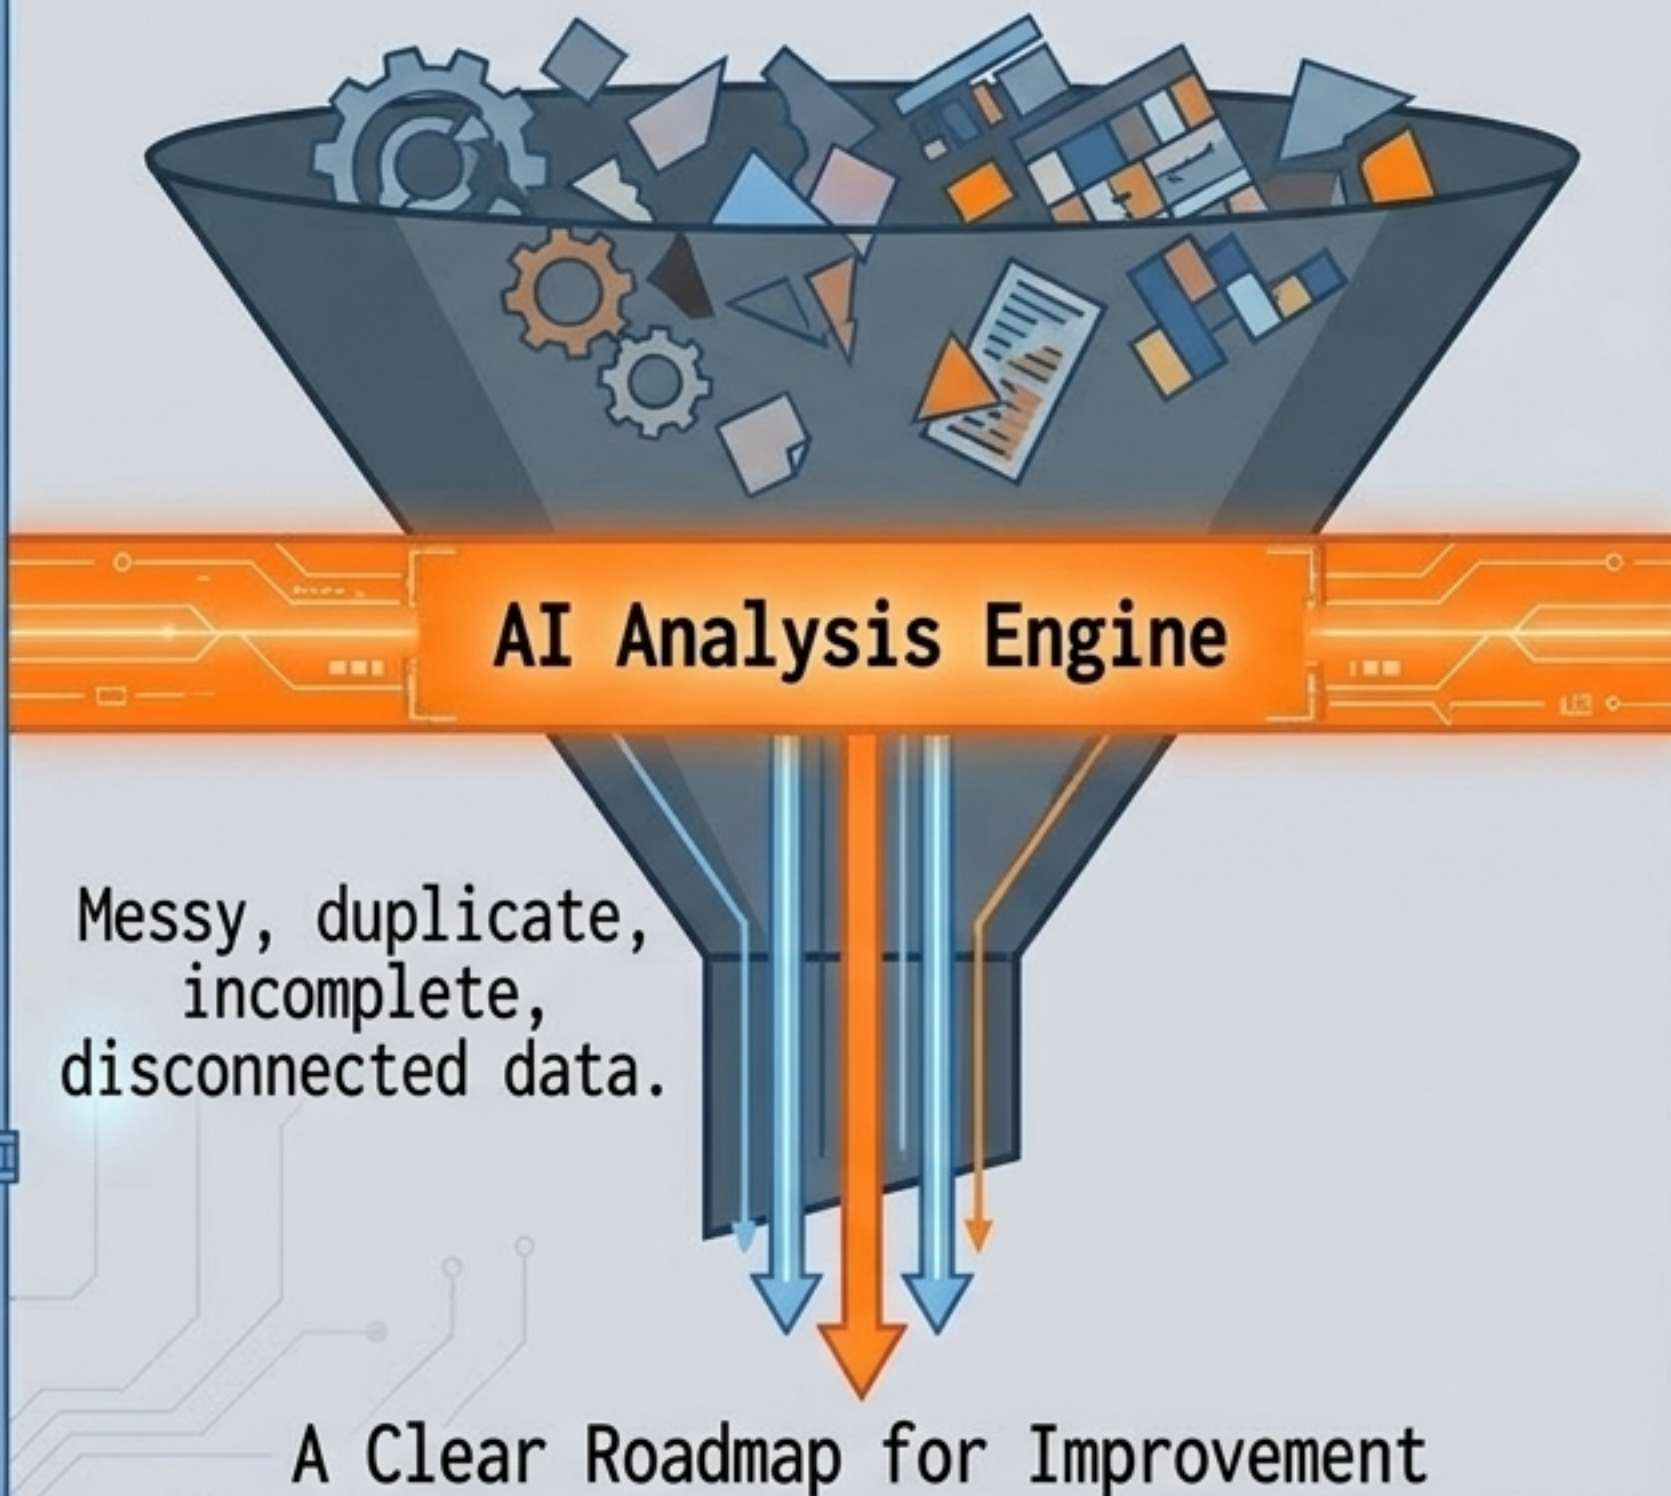 AI Analysis Engine
Messy, duplicate,
incomplete,
disconnected data.
A Clear Roadmap for Improvement